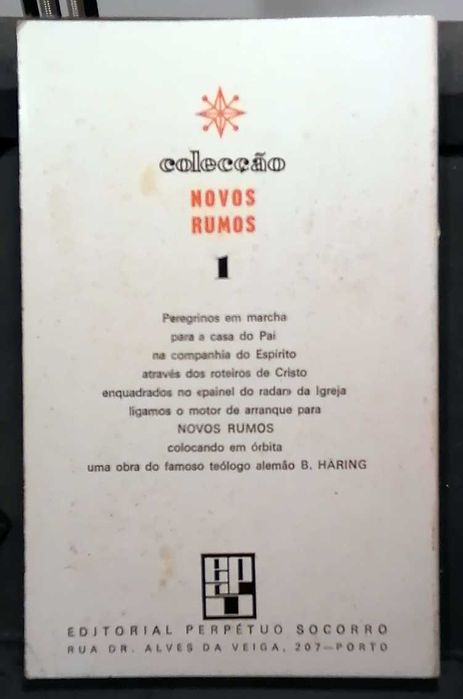 colecção
NOVOS
RUMOS
1
Peregrinos em marcha
para a casa do Pai
na companhia do Espírito
através dos roteiros de Cristo
enquadrados no «painel do radar» da Igreja
ligamos o motor de arranque para
NOVOS RUMOS
colocando em órbita
uma obra do famoso teólogo alemão B. HÄRING
EDITORIAL PERPÉTUO SOCORRO
RUA DR. ALVES DA VEIGA, 207—PORTO